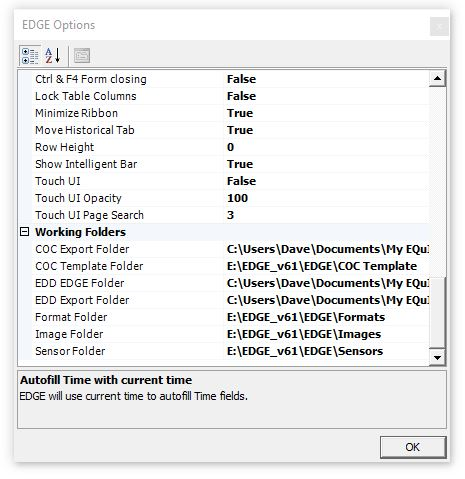 EDGE Options
Ctrl & F4 Form closing False
Lock Table Columns False
Minimize Ribbon True
Move Historical Tab True
Row Height 0
Show Intelligent Bar True
Touch UI False
Touch UI Opacity 100
Touch UI Page Search 3
Working Folders
COC Export Folder C:\Users\Dave\Documents\My EQuI
COC Template Folder E:\EDGE_v61\EDGE\COC Template
EDD EDGE Folder C:\Users\Dave\Documents\My EQuI
EDD Export Folder C:\Users\Dave\Documents\My EQuI
Format Folder E:\EDGE_v61\EDGE\Formats
Image Folder E:\EDGE_v61\EDGE\Images
Sensor Folder E:\EDGE_v61\EDGE\Sensors
Autofill Time with current time
EDGE will use current time to autofill Time fields.
OK